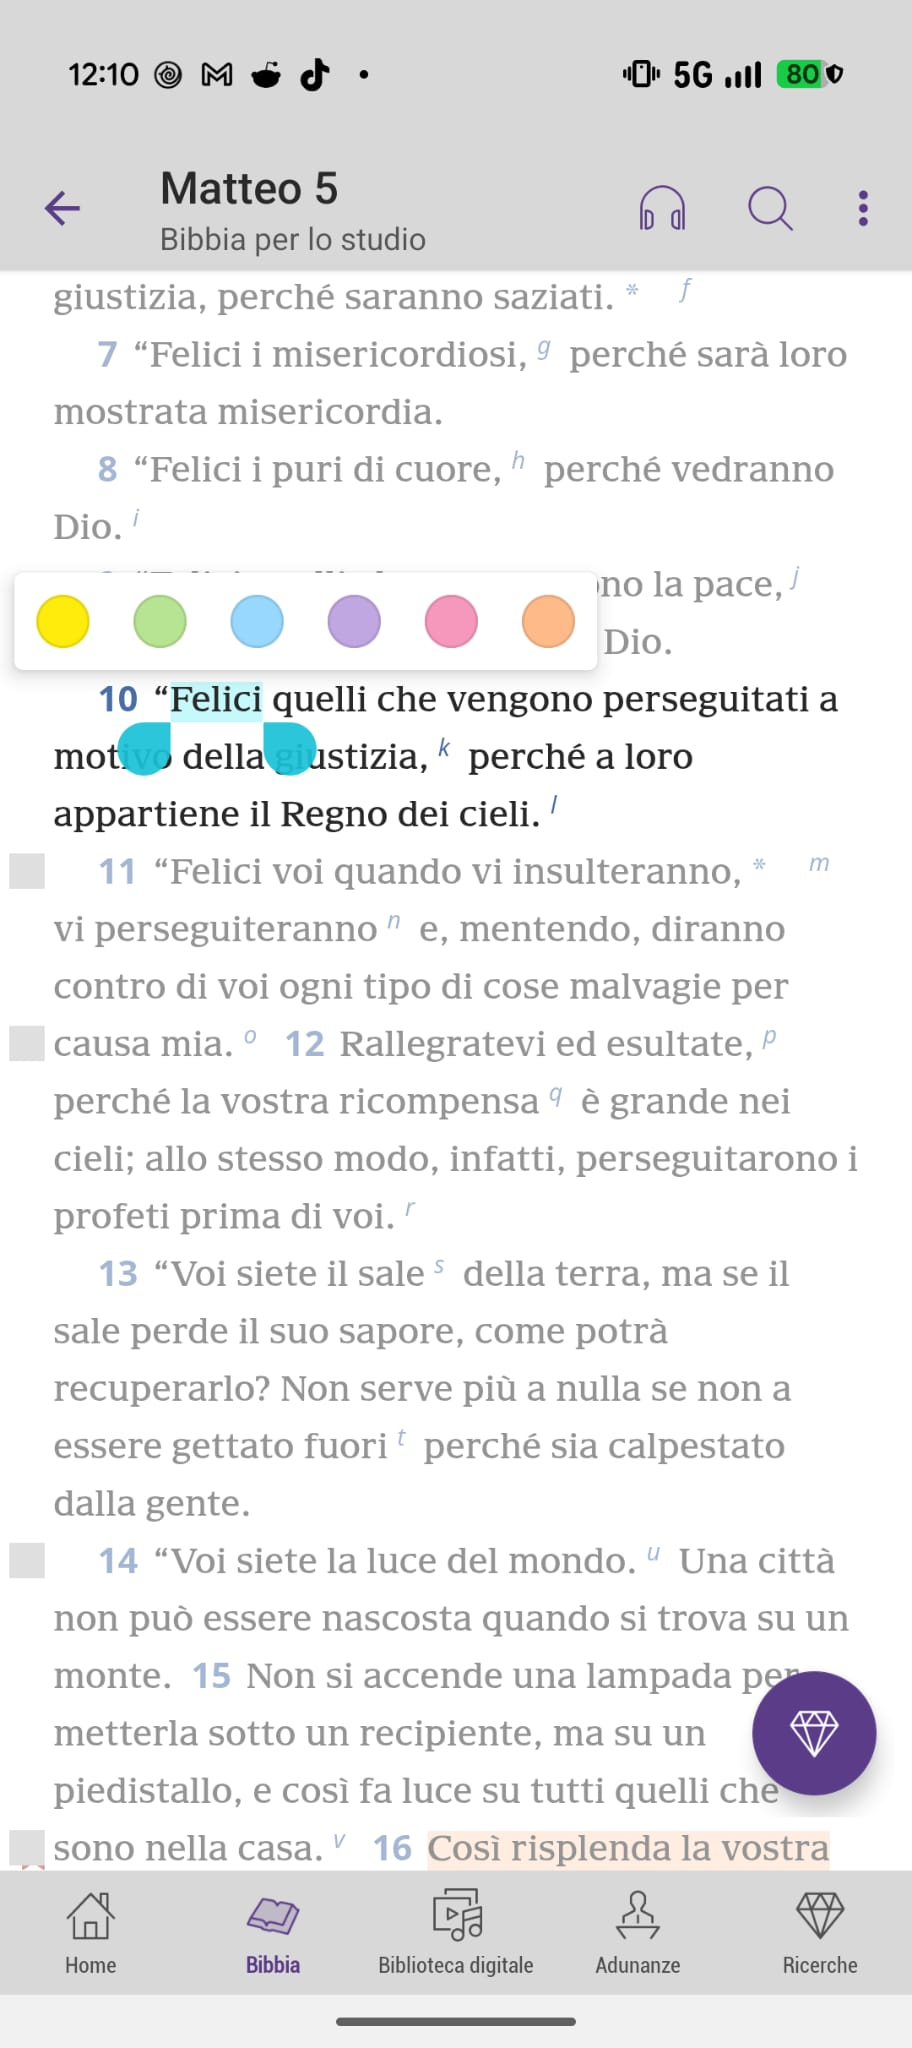 12:10 5G 80
Matteo 5
Bibbia per lo studio
giustizia, perché saranno saziati. * f
7 “Felici i misericordiosi, g perché sarà loro
mostrata misericordia.
8 “Felici i puri di cuore, h perché vedranno
Dio. i
no la pace, j
Dio.
10 “Felici quelli che vengono perseguitati a
motivo della giustizia, k perché a loro
appartiene il Regno dei cieli. l
11 “Felici voi quando vi insulteranno, * m
vi perseguiteranno n e, mentendo, diranno
contro di voi ogni tipo di cose malvagie per
causa mia. o 12 Rallegratevi ed esultate, p
perché la vostra ricompensa q è grande nei
cieli; allo stesso modo, infatti, perseguitarono i
profeti prima di voi. r
13 “Voi siete il sale s della terra, ma se il
sale perde il suo sapore, come potrà
recuperarlo? Non serve più a nulla se non a
essere gettato fuori t perché sia calpestato
dalla gente.
14 “Voi siete la luce del mondo. u Una città
non può essere nascosta quando si trova su un
monte. 15 Non si accende una lampada per
metterla sotto un recipiente, ma su un
piedistallo, e così fa luce su tutti quelli che
sono nella casa. v 16 Così risplenda la vostra
Home
Bibbia
Biblioteca digitale
Adunanze
Ricerche